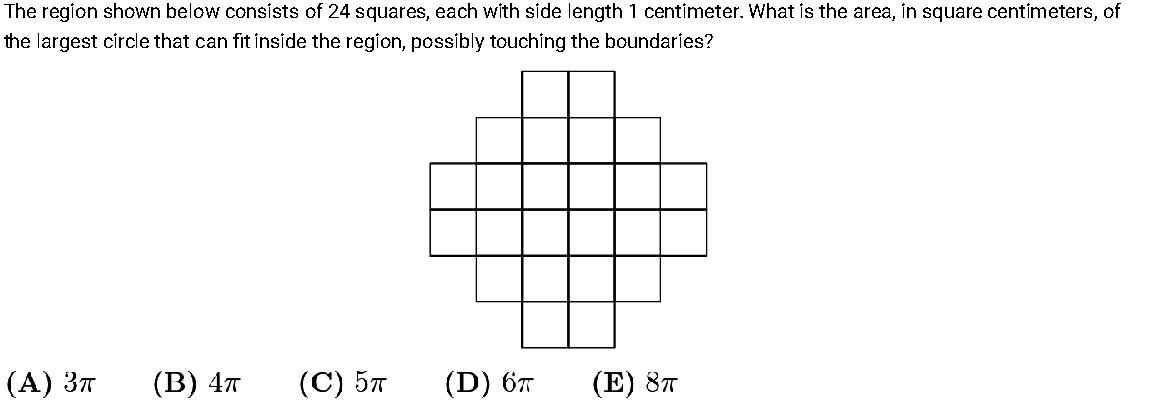 The region shown below consists of 24 squares, each with side length 1 centimeter. What is the area, in square centimeters, of
the largest circle that can fit inside the region, possibly touching the boundaries?
(A) 3π (B) 4π (C) 5π (D) 6π (E) 8π